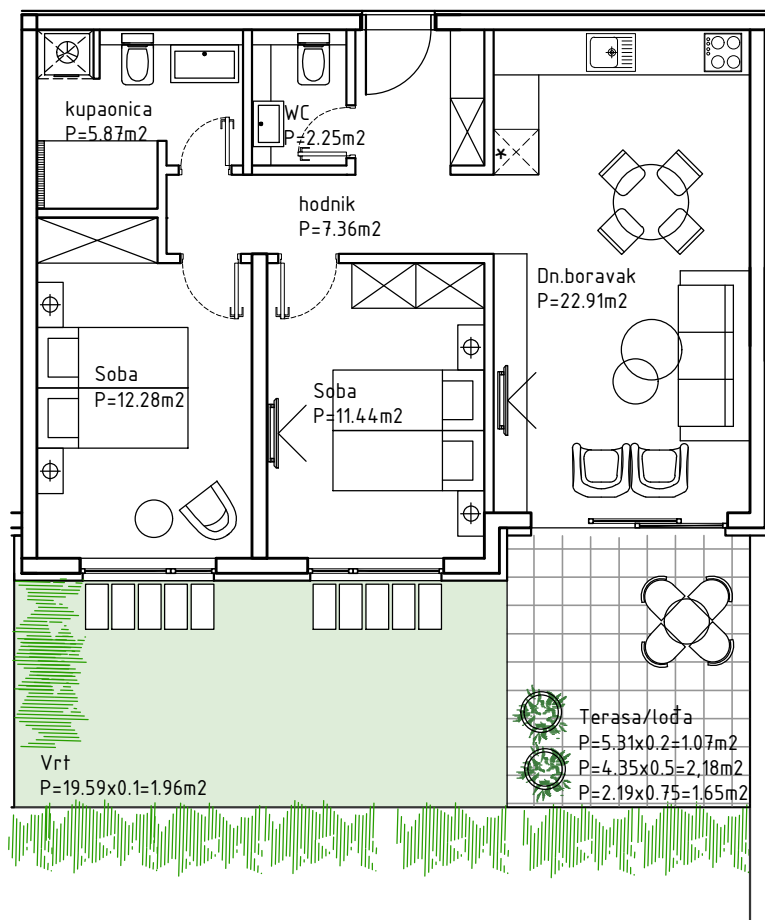 kupaonica
P=5.87m2
WC
P=2.25m2
hodnik
P=7.36m2
Dn.boravak
P=22.91m2
Soba
P=12.28m2
Soba
P=11.44m2
Vrt
P=19.59x0.1=1.96m2
Terasa/lođa
P=5.31x0.2=1.07m2
P=4.35x0.5=2,18m2
P=2.19x0.75=1.65m2